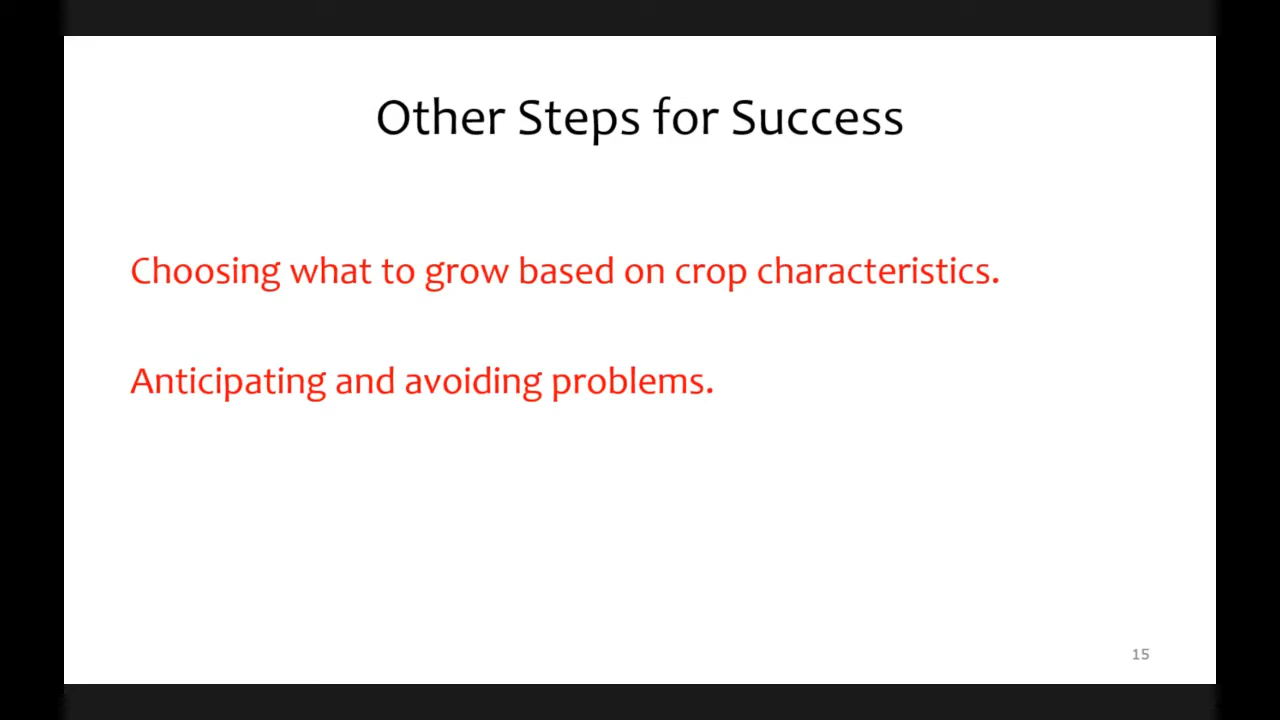 Other Steps for Success
Choosing what to grow based on crop characteristics.
Anticipating and avoiding problems.
15